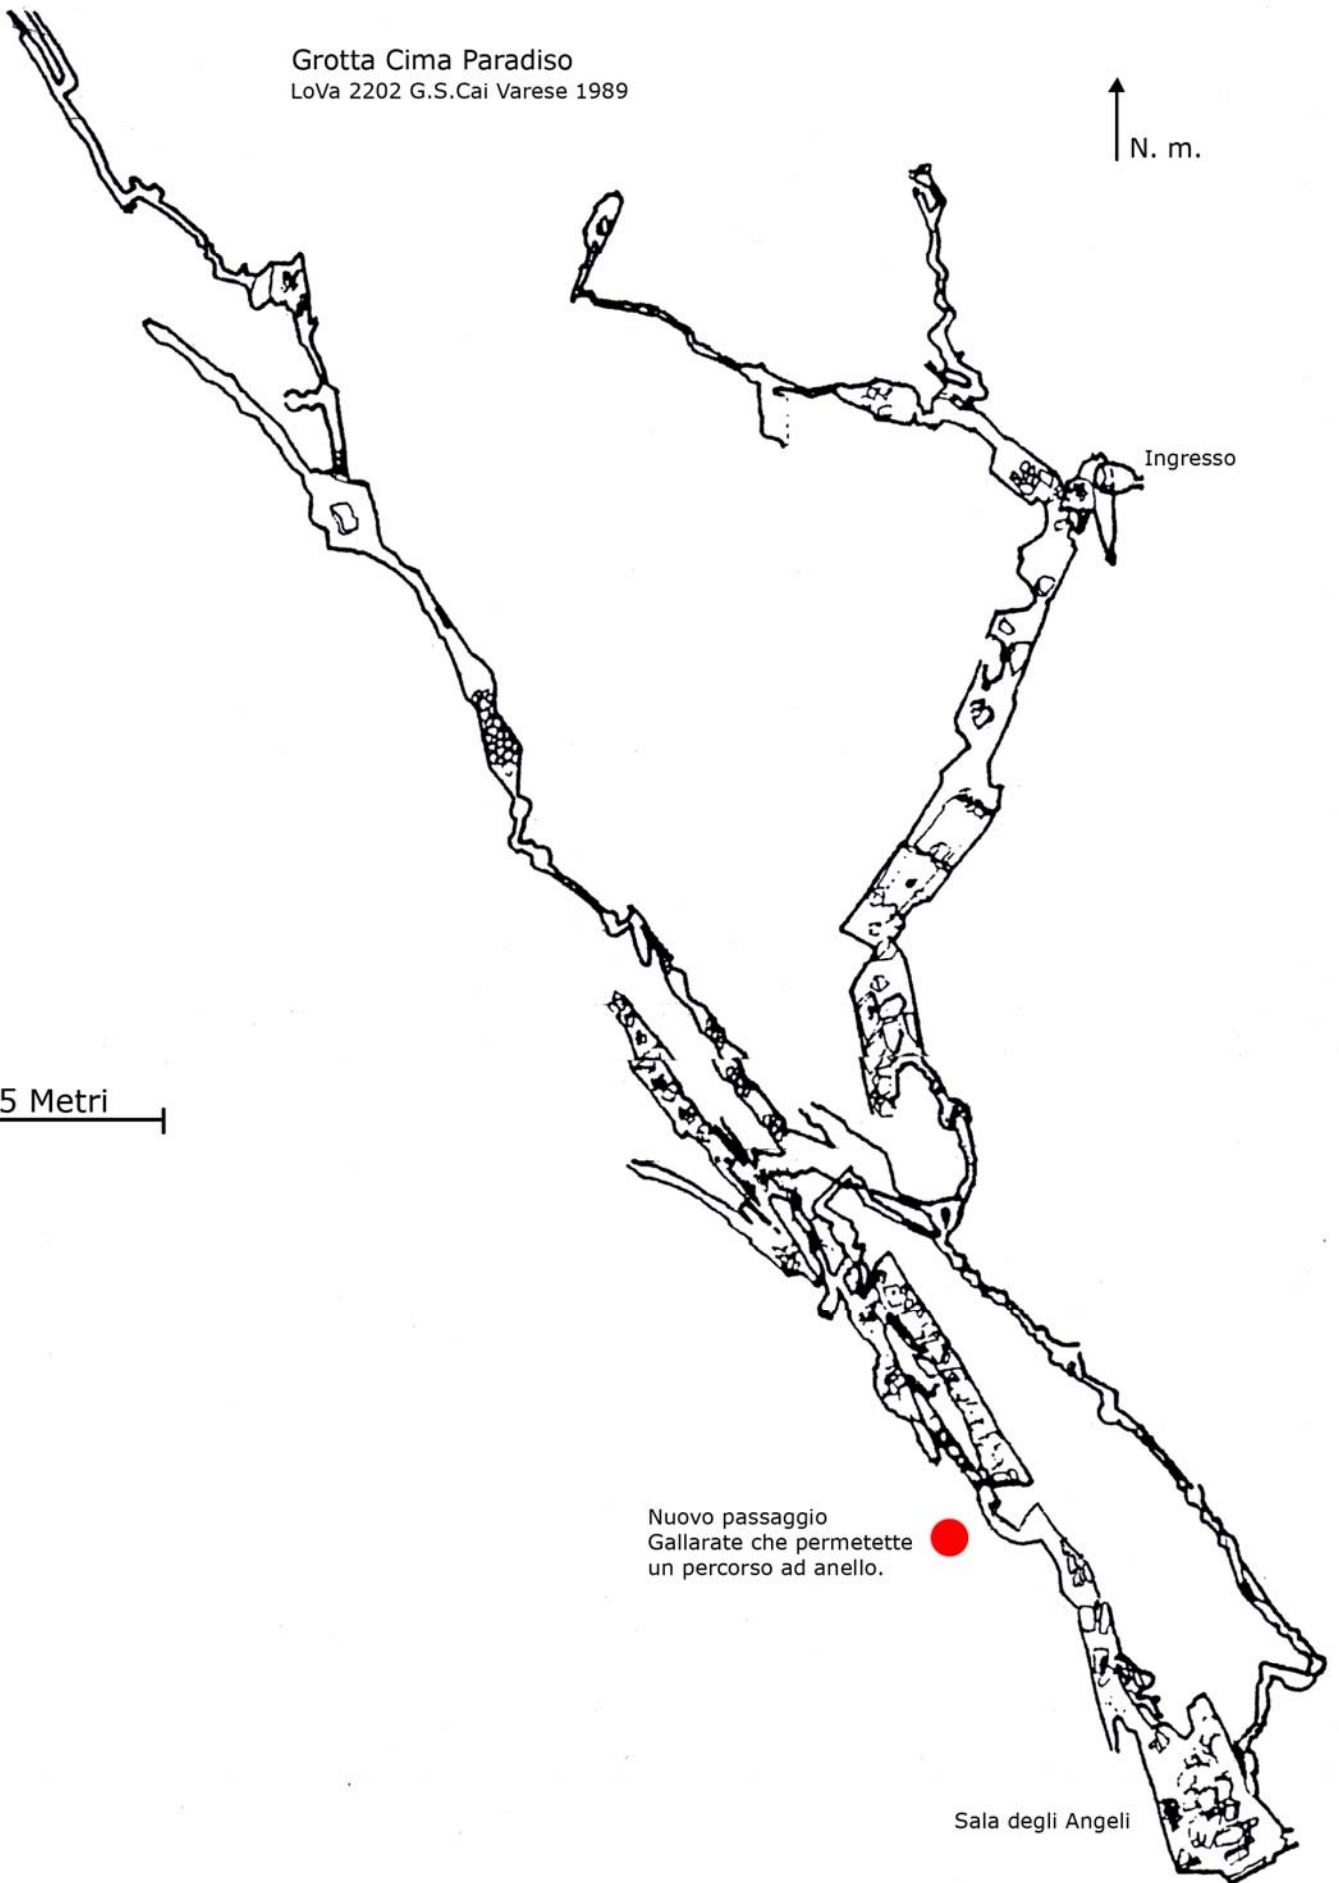 Grotta Cima Paradiso
LoVa 2202 G.S.Cai Varese 1989
N. m.
Ingresso
5 Metri
Nuovo passaggio
Gallarate che permetette
un percorso ad anello.
Sala degli Angeli